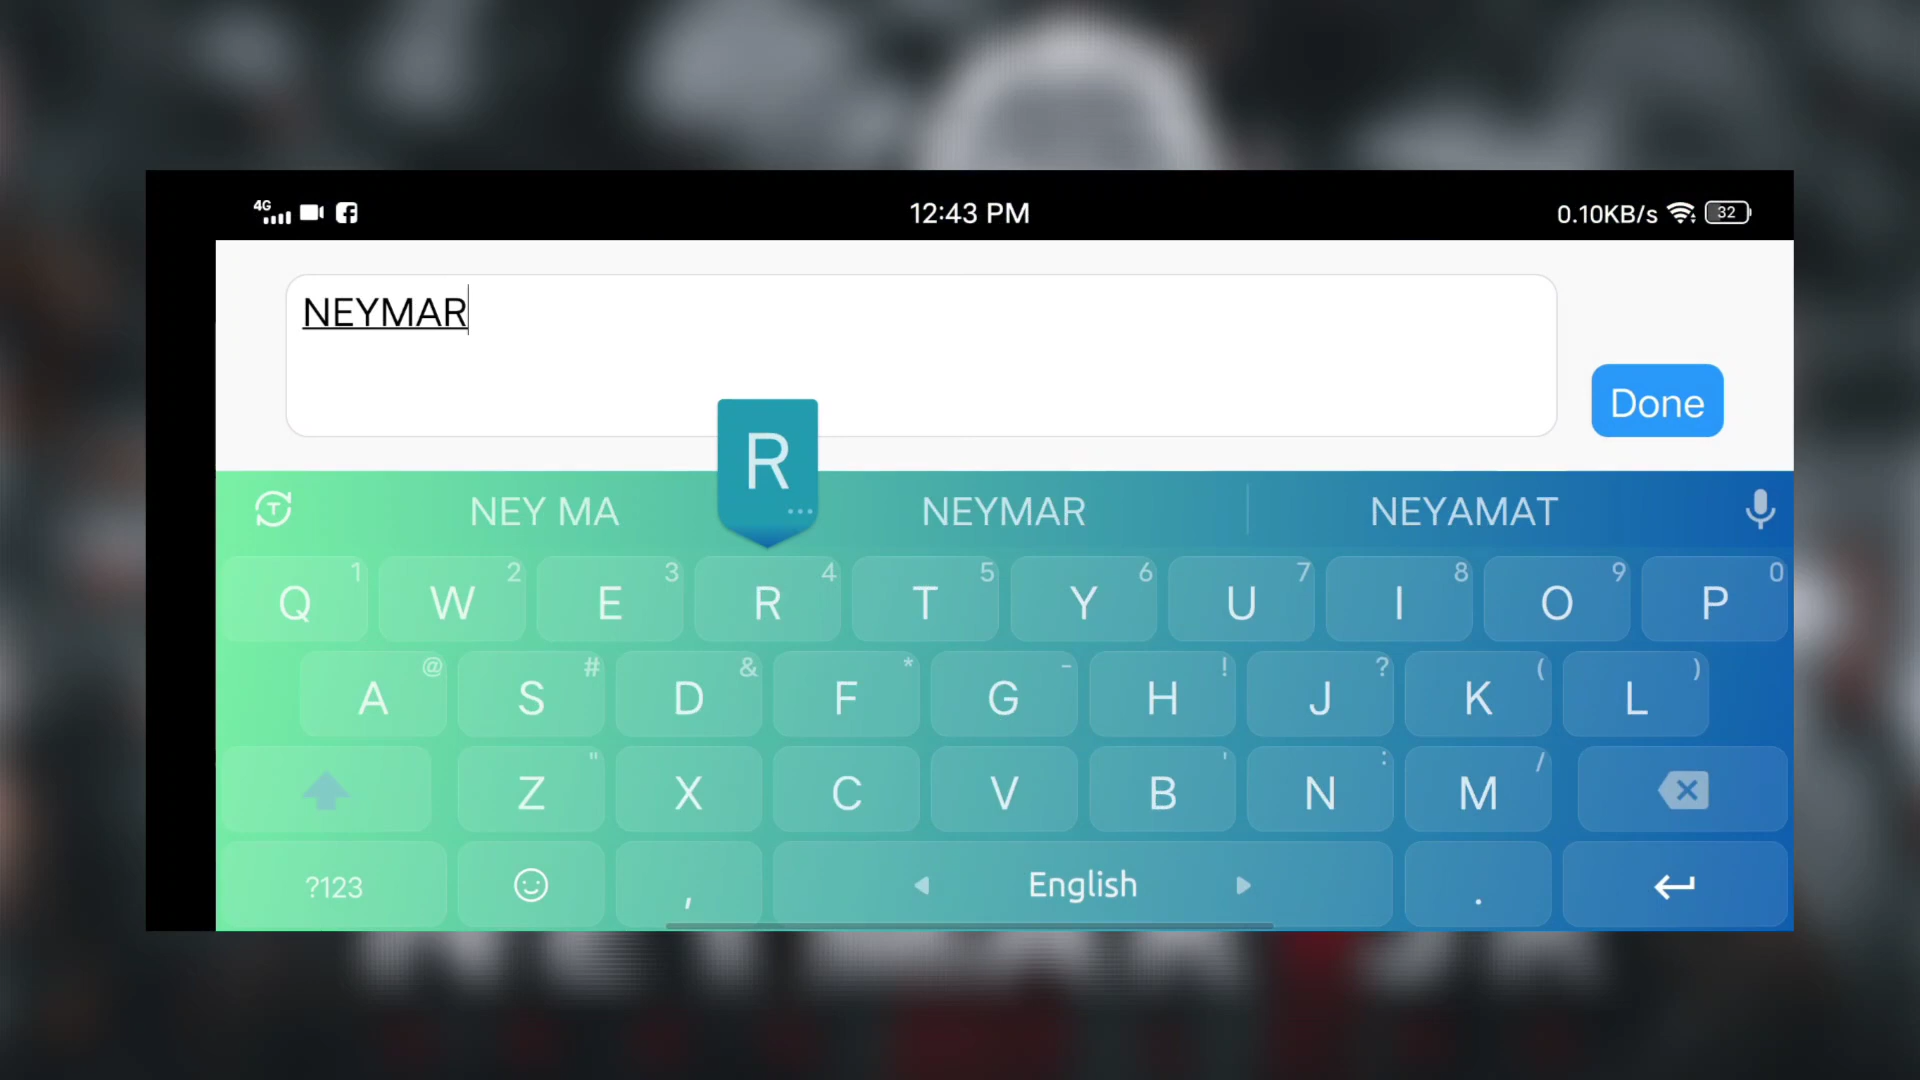 4G 12:43 PM 0.10KB/s 32
NEYMAR
Done
R
NEY MA NEYMAR NEYAMAT
Q 1 W 2 E 3 R 4 T 5 Y 6 U 7 I 8 O 9 P 0
A @ S # D & F * G - H ! J ? K ( L )
Z " X C V B ' N : M /
?123 , English .